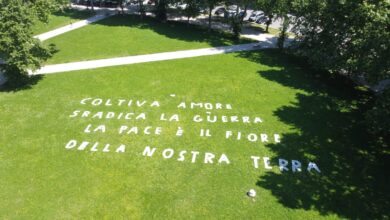 COLTIVA AMORE
SRADICA LA GUERRA
LA PACE È IL FIORE
DELLA NOSTRA TERRA